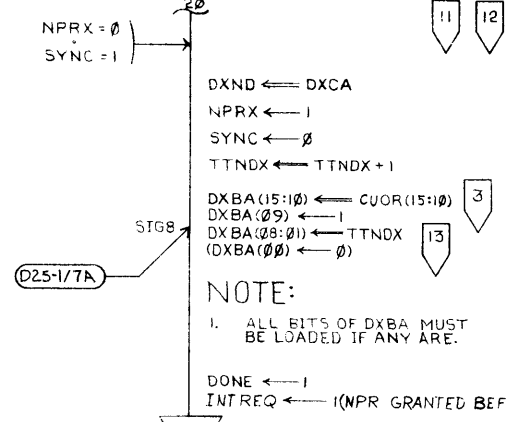 20
11 12
NPRX = Ø
SYNC = 1
DXND ⟸ DXCA
NPRX ← 1
SYNC ← Ø
TTNDX ⟸ TTNDX + 1
DXBA(15:1Ø) ⟸ CUOR(15:1Ø) 3
DXBA(Ø9) ← 1
SIG8 DXBA(Ø8:Ø1) ⟸ TTNDX 13
(DXBA(ØØ) ← Ø)
D25-1/7A
NOTE:
1. ALL BITS OF DXBA MUST
BE LOADED IF ANY ARE.
DONE ← 1
INTREQ ← 1(NPR GRANTED BEF